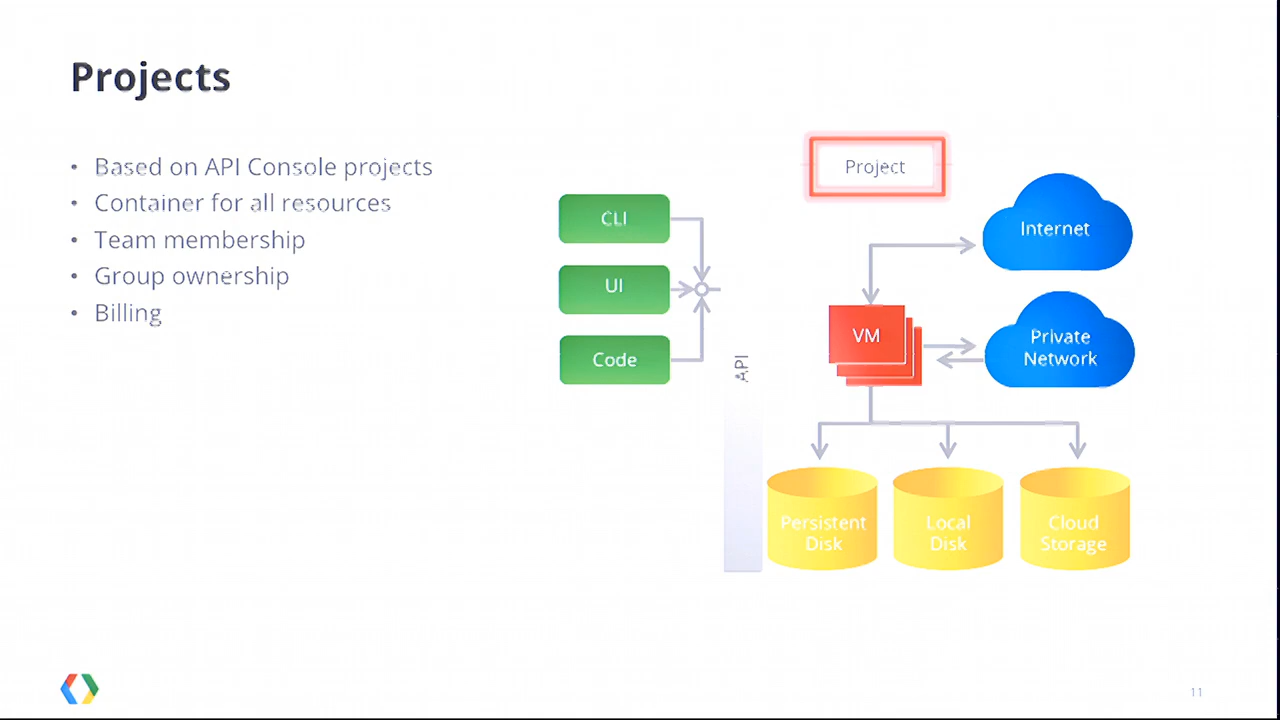 Projects
• Based on API Console projects
• Container for all resources
• Team membership
• Group ownership
• Billing
Project
CLI
UI
Code
API
Internet
VM
Private
Network
Persistent
Disk
Local
Disk
Cloud
Storage
11